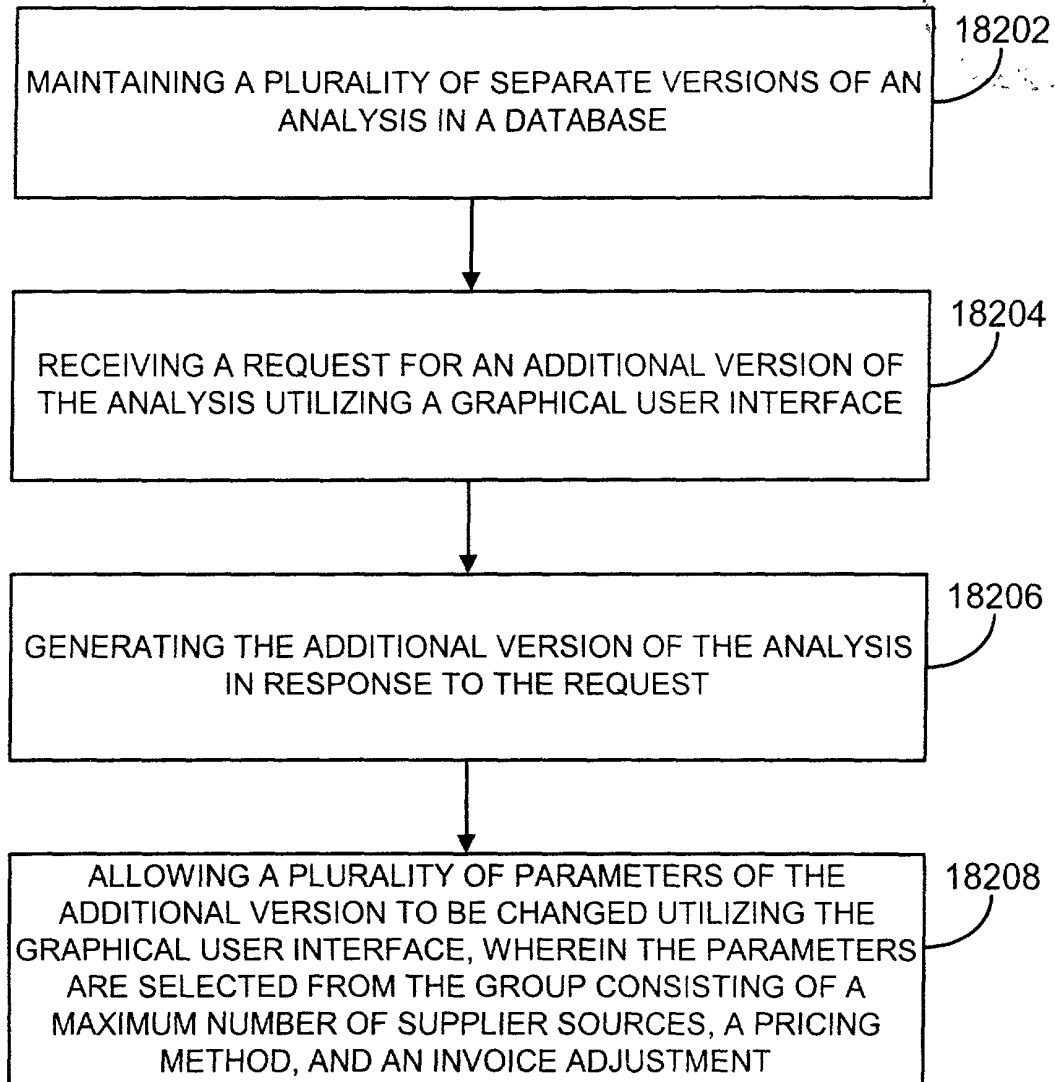 18202
MAINTAINING A PLURALITY OF SEPARATE VERSIONS OF AN
ANALYSIS IN A DATABASE
18204
RECEIVING A REQUEST FOR AN ADDITIONAL VERSION OF
THE ANALYSIS UTILIZING A GRAPHICAL USER INTERFACE
18206
GENERATING THE ADDITIONAL VERSION OF THE ANALYSIS
IN RESPONSE TO THE REQUEST
18208
ALLOWING A PLURALITY OF PARAMETERS OF THE
ADDITIONAL VERSION TO BE CHANGED UTILIZING THE
GRAPHICAL USER INTERFACE, WHEREIN THE PARAMETERS
ARE SELECTED FROM THE GROUP CONSISTING OF A
MAXIMUM NUMBER OF SUPPLIER SOURCES, A PRICING
METHOD, AND AN INVOICE ADJUSTMENT